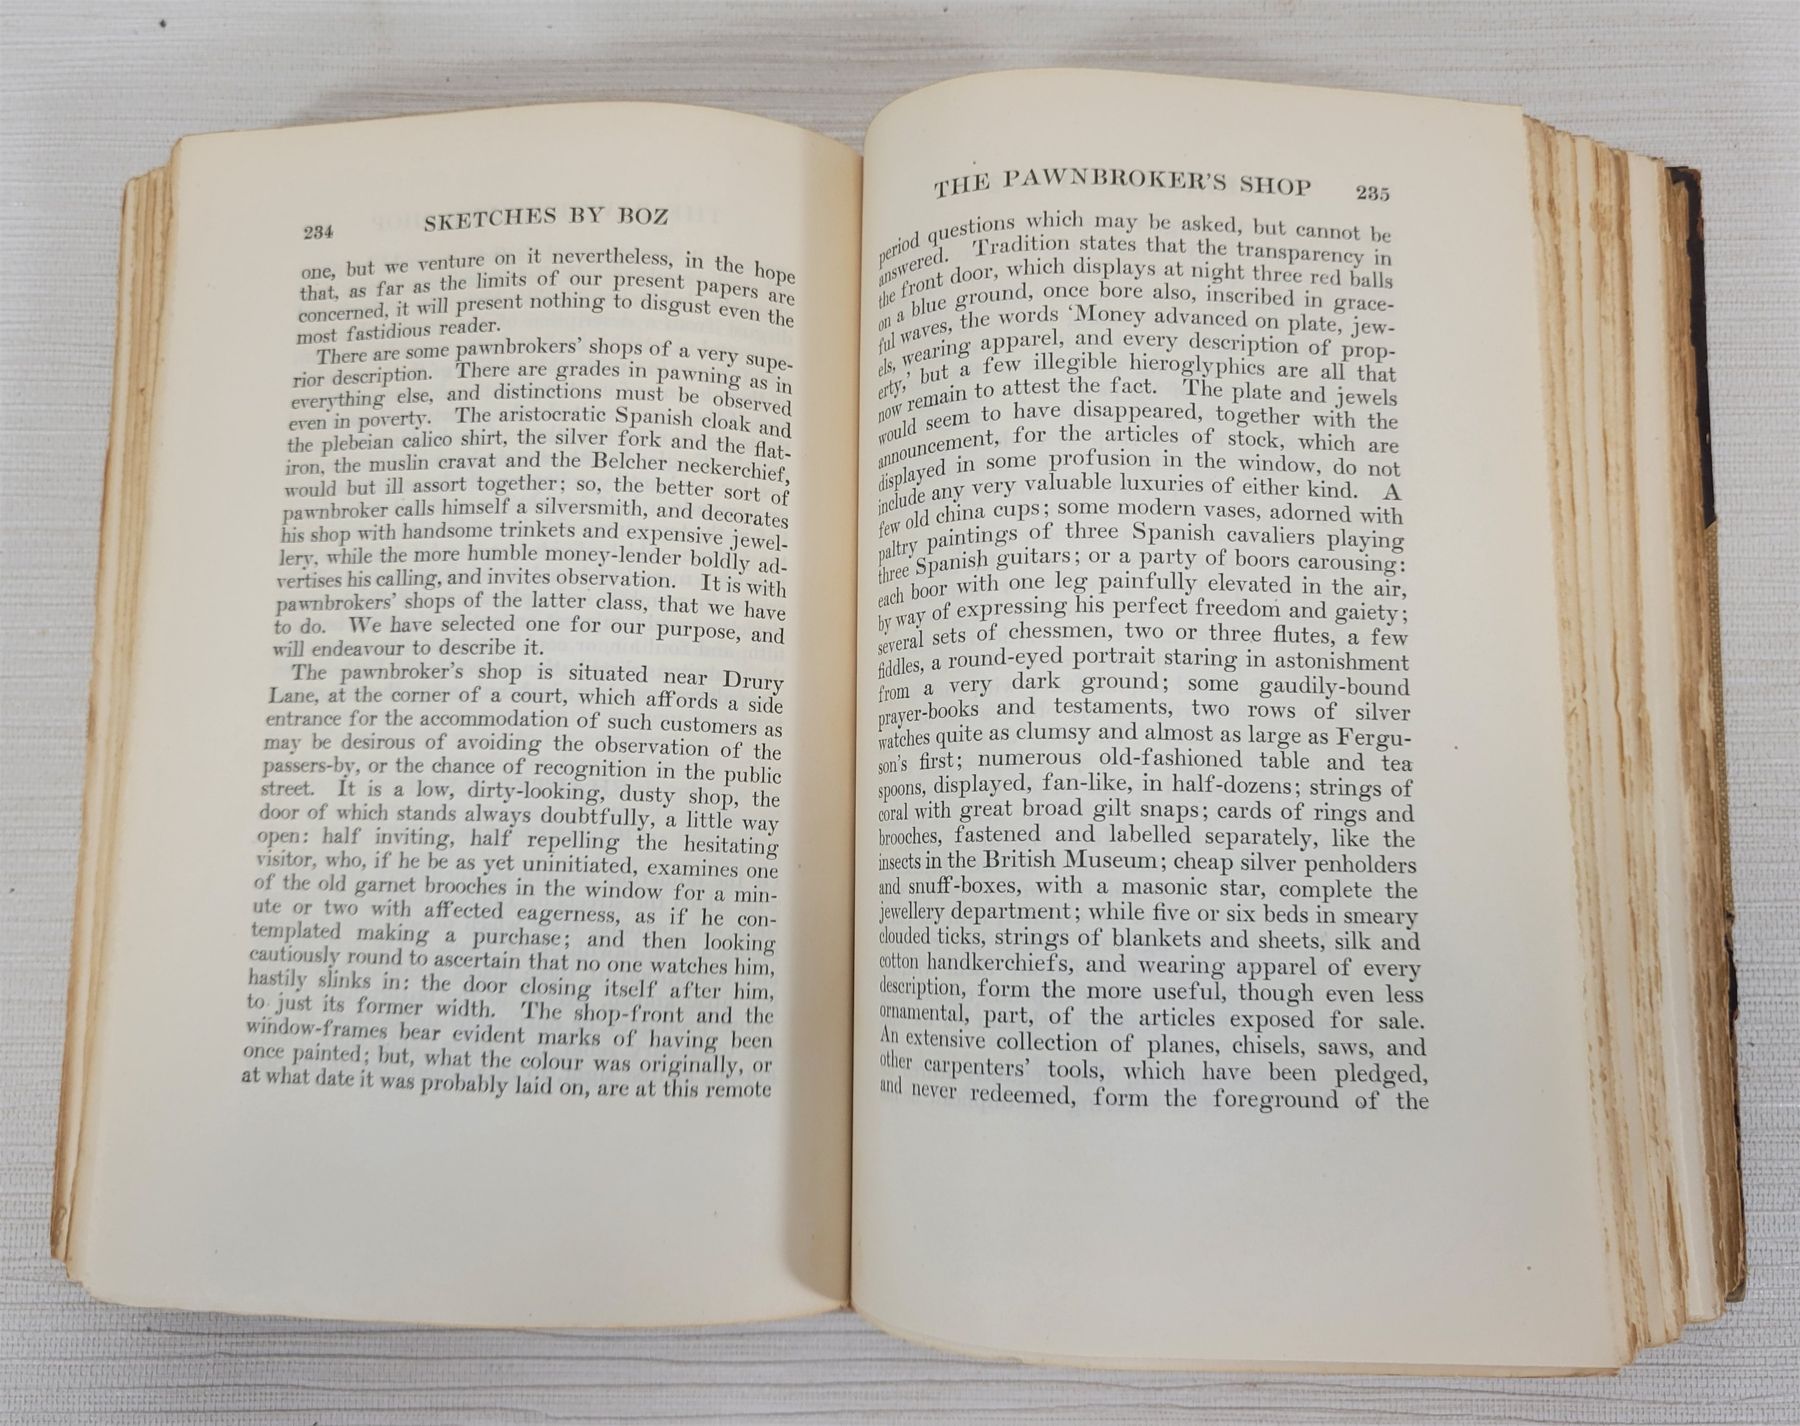 234
SKETCHES BY BOZ
one, but we venture on it nevertheless, in the hope
that, as far as the limits of our present papers are
concerned, it will present nothing to disgust even the
most fastidious reader.
There are some pawnbrokers' shops of a very supe-
rior description. There are grades in pawning as in
everything else, and distinctions must be observed
even in poverty. The aristocratic Spanish cloak and
the plebeian calico shirt, the silver fork and the flat-
iron, the muslin cravat and the Belcher neckerchief,
would but ill assort together; so, the better sort of
pawnbroker calls himself a silversmith, and decorates
his shop with handsome trinkets and expensive jewel-
lery, while the more humble money-lender boldly ad-
vertises his calling, and invites observation. It is with
pawnbrokers' shops of the latter class, that we have
to do. We have selected one for our purpose, and
will endeavour to describe it.
The pawnbroker's shop is situated near Drury
Lane, at the corner of a court, which affords a side
entrance for the accommodation of such customers as
may be desirous of avoiding the observation of the
passers-by, or the chance of recognition in the public
street. It is a low, dirty-looking, dusty shop, the
door of which stands always doubtfully, a little way
open: half inviting, half repelling the hesitating
visitor, who, if he be as yet uninitiated, examines one
of the old garnet brooches in the window for a min-
ute or two with affected eagerness, as if he con-
templated making a purchase; and then looking
cautiously round to ascertain that no one watches him,
hastily slinks in: the door closing itself after him,
to just its former width. The shop-front and the
window-frames bear evident marks of having been
once painted; but, what the colour was originally, or
at what date it was probably laid on, are at this remote
THE PAWNBROKER'S SHOP
235
period questions which may be asked, but cannot be
answered. Tradition states that the transparency in
the front door, which displays at night three red balls
on a blue ground, once bore also, inscribed in grace-
ful waves, the words 'Money advanced on plate, jew-
els, wearing apparel, and every description of prop-
erty,' but a few illegible hieroglyphics are all that
now remain to attest the fact. The plate and jewels
would seem to have disappeared, together with the
announcement, for the articles of stock, which are
displayed in some profusion in the window, do not
include any very valuable luxuries of either kind. A
few old china cups; some modern vases, adorned with
paltry paintings of three Spanish cavaliers playing
three Spanish guitars; or a party of boors carousing:
each boor with one leg painfully elevated in the air,
by way of expressing his perfect freedom and gaiety;
several sets of chessmen, two or three flutes, a few
fiddles, a round-eyed portrait staring in astonishment
from a very dark ground; some gaudily-bound
prayer-books and testaments, two rows of silver
watches quite as clumsy and almost as large as Fergu-
son's first; numerous old-fashioned table and tea
spoons, displayed, fan-like, in half-dozens; strings of
coral with great broad gilt snaps; cards of rings and
brooches, fastened and labelled separately, like the
insects in the British Museum; cheap silver penholders
and snuff-boxes, with a masonic star, complete the
jewellery department; while five or six beds in smeary
clouded ticks, strings of blankets and sheets, silk and
cotton handkerchiefs, and wearing apparel of every
description, form the more useful, though even less
ornamental, part, of the articles exposed for sale.
An extensive collection of planes, chisels, saws, and
other carpenters' tools, which have been pledged,
and never redeemed, form the foreground of the